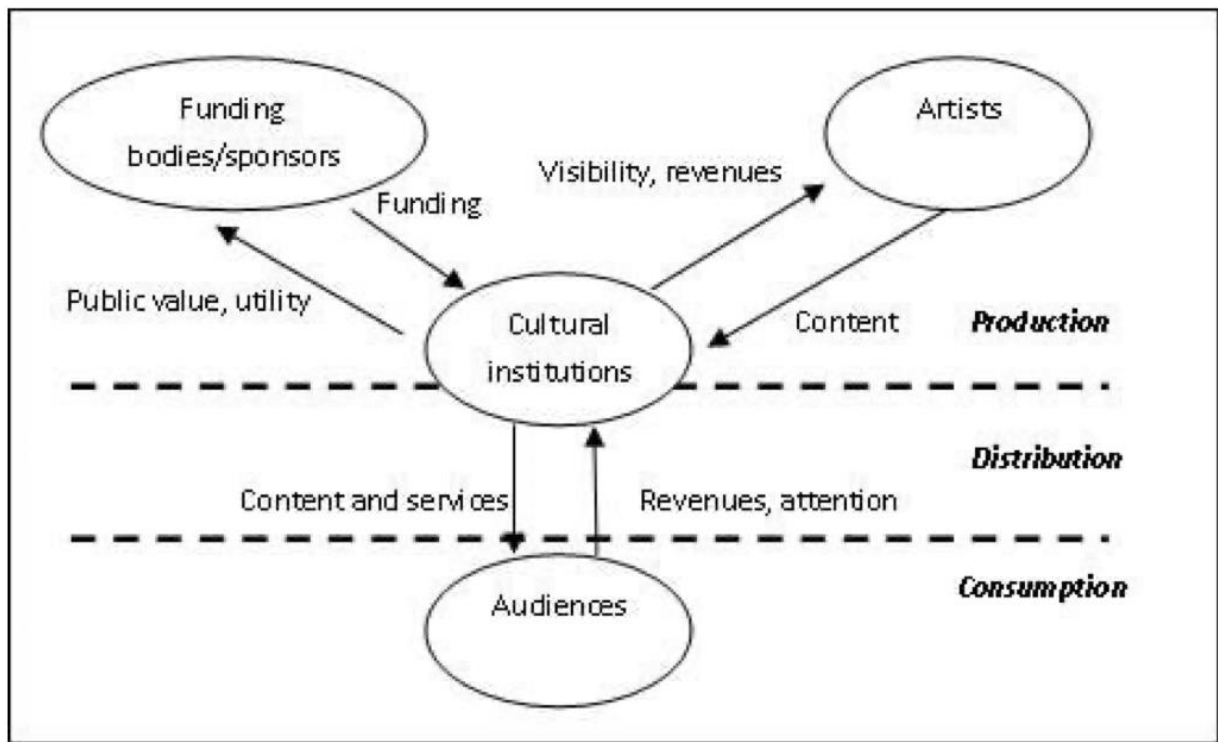 Funding
bodies/sponsors
Artists
Visibility, revenues
Funding
Public value, utility
Cultural
institutions
Content
Production
Distribution
Content and services
Revenues, attention
Consumption
Audiences